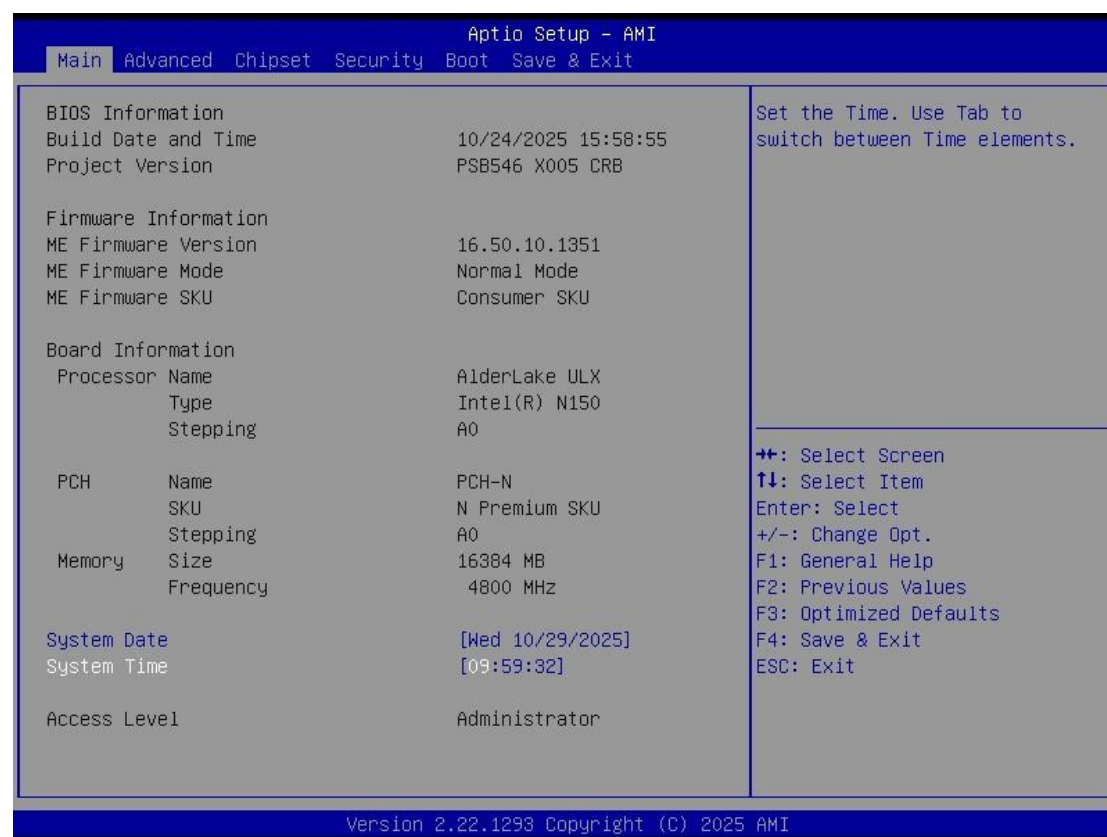 Aptio Setup - AMI
Main Advanced Chipset Security Boot Save & Exit
BIOS Information
Build Date and Time 10/24/2025 15:58:55
Project Version PSB546 X005 CRB
Firmware Information
ME Firmware Version 16.50.10.1351
ME Firmware Mode Normal Mode
ME Firmware SKU Consumer SKU
Board Information
Processor Name AlderLake ULX
Type Intel(R) N150
Stepping A0
PCH Name PCH-N
SKU N Premium SKU
Stepping A0
Memory Size 16384 MB
Frequency 4800 MHz
System Date [Wed 10/29/2025]
System Time [09:59:32]
Access Level Administrator
Set the Time. Use Tab to
switch between Time elements.
→←: Select Screen
↑↓: Select Item
Enter: Select
+/-: Change Opt.
F1: General Help
F2: Previous Values
F3: Optimized Defaults
F4: Save & Exit
ESC: Exit
Version 2.22.1293 Copyright (C) 2025 AMI